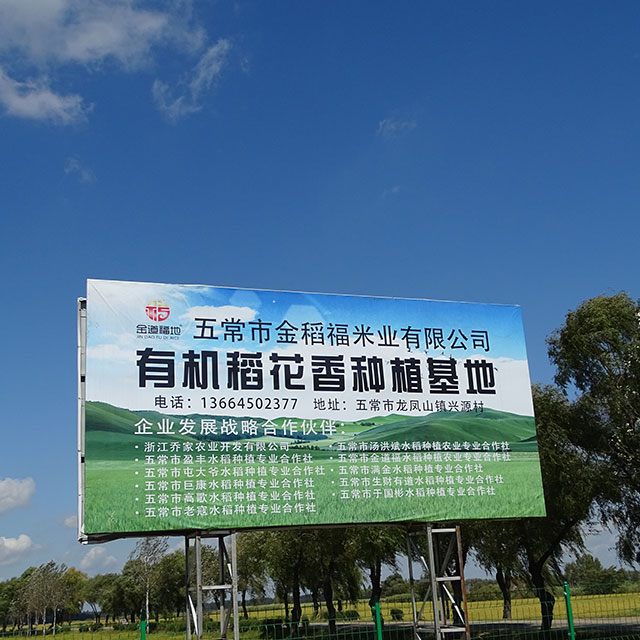 金道福地
JIN DAO FU DI RICE
五常市金稻福米业有限公司
有机稻花香种植基地
电话：13664502377 地址：五常市龙凤山镇兴源村
企业发展战略合作伙伴：
·浙江乔家农业开发有限公司
·五常市盈丰水稻种植专业合作社
·五常市屯大爷水稻种植专业合作社
·五常市巨康水稻种植专业合作社
·五常市高歌水稻种植专业合作社
·五常市老寇水稻种植专业合作社
·五常市汤洪斌水稻种植农业专业合作社
·五常市金道福水稻种植农业专业合作社
·五常市满金水稻种植专业合作社
·五常市生财有道水稻种植专业合作社
·五常市于国彬水稻种植专业合作社